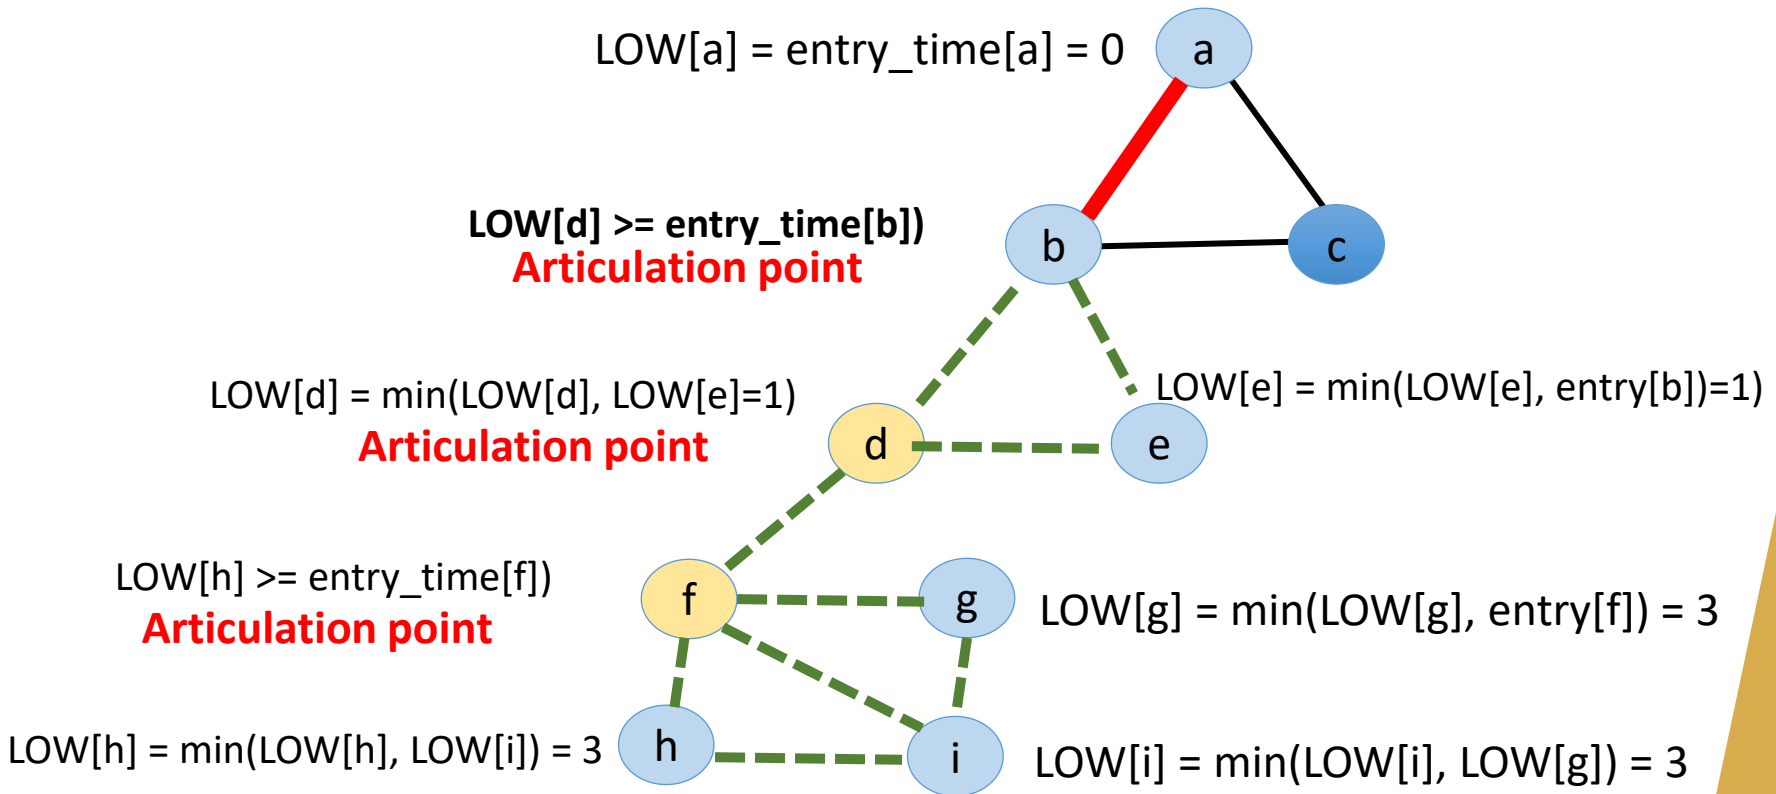 LOW[a] = entry_time[a] = 0
a
LOW[d] >= entry_time[b])
Articulation point
b
c
LOW[d] = min(LOW[d], LOW[e]=1)
Articulation point
d
LOW[e] = min(LOW[e], entry[b])=1)
e
LOW[h] >= entry_time[f])
Articulation point
f
g
LOW[g] = min(LOW[g], entry[f]) = 3
LOW[h] = min(LOW[h], LOW[i]) = 3
h
i
LOW[i] = min(LOW[i], LOW[g]) = 3